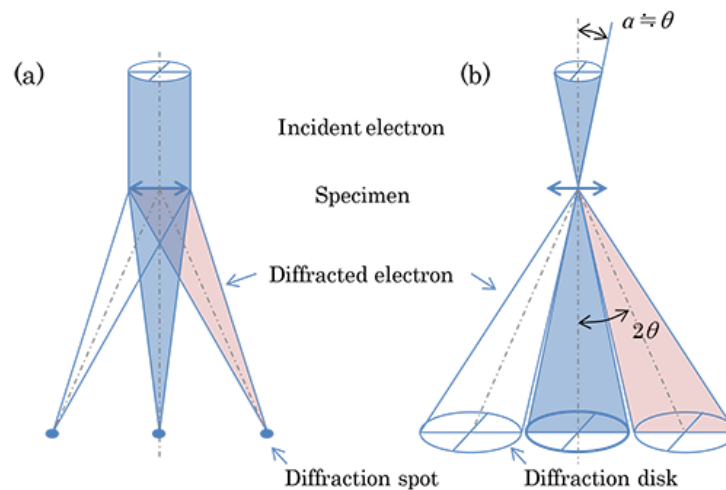 α≒θ
(a)
(b)
Incident electron
Specimen
Diffracted electron
2θ
Diffraction spot
Diffraction disk